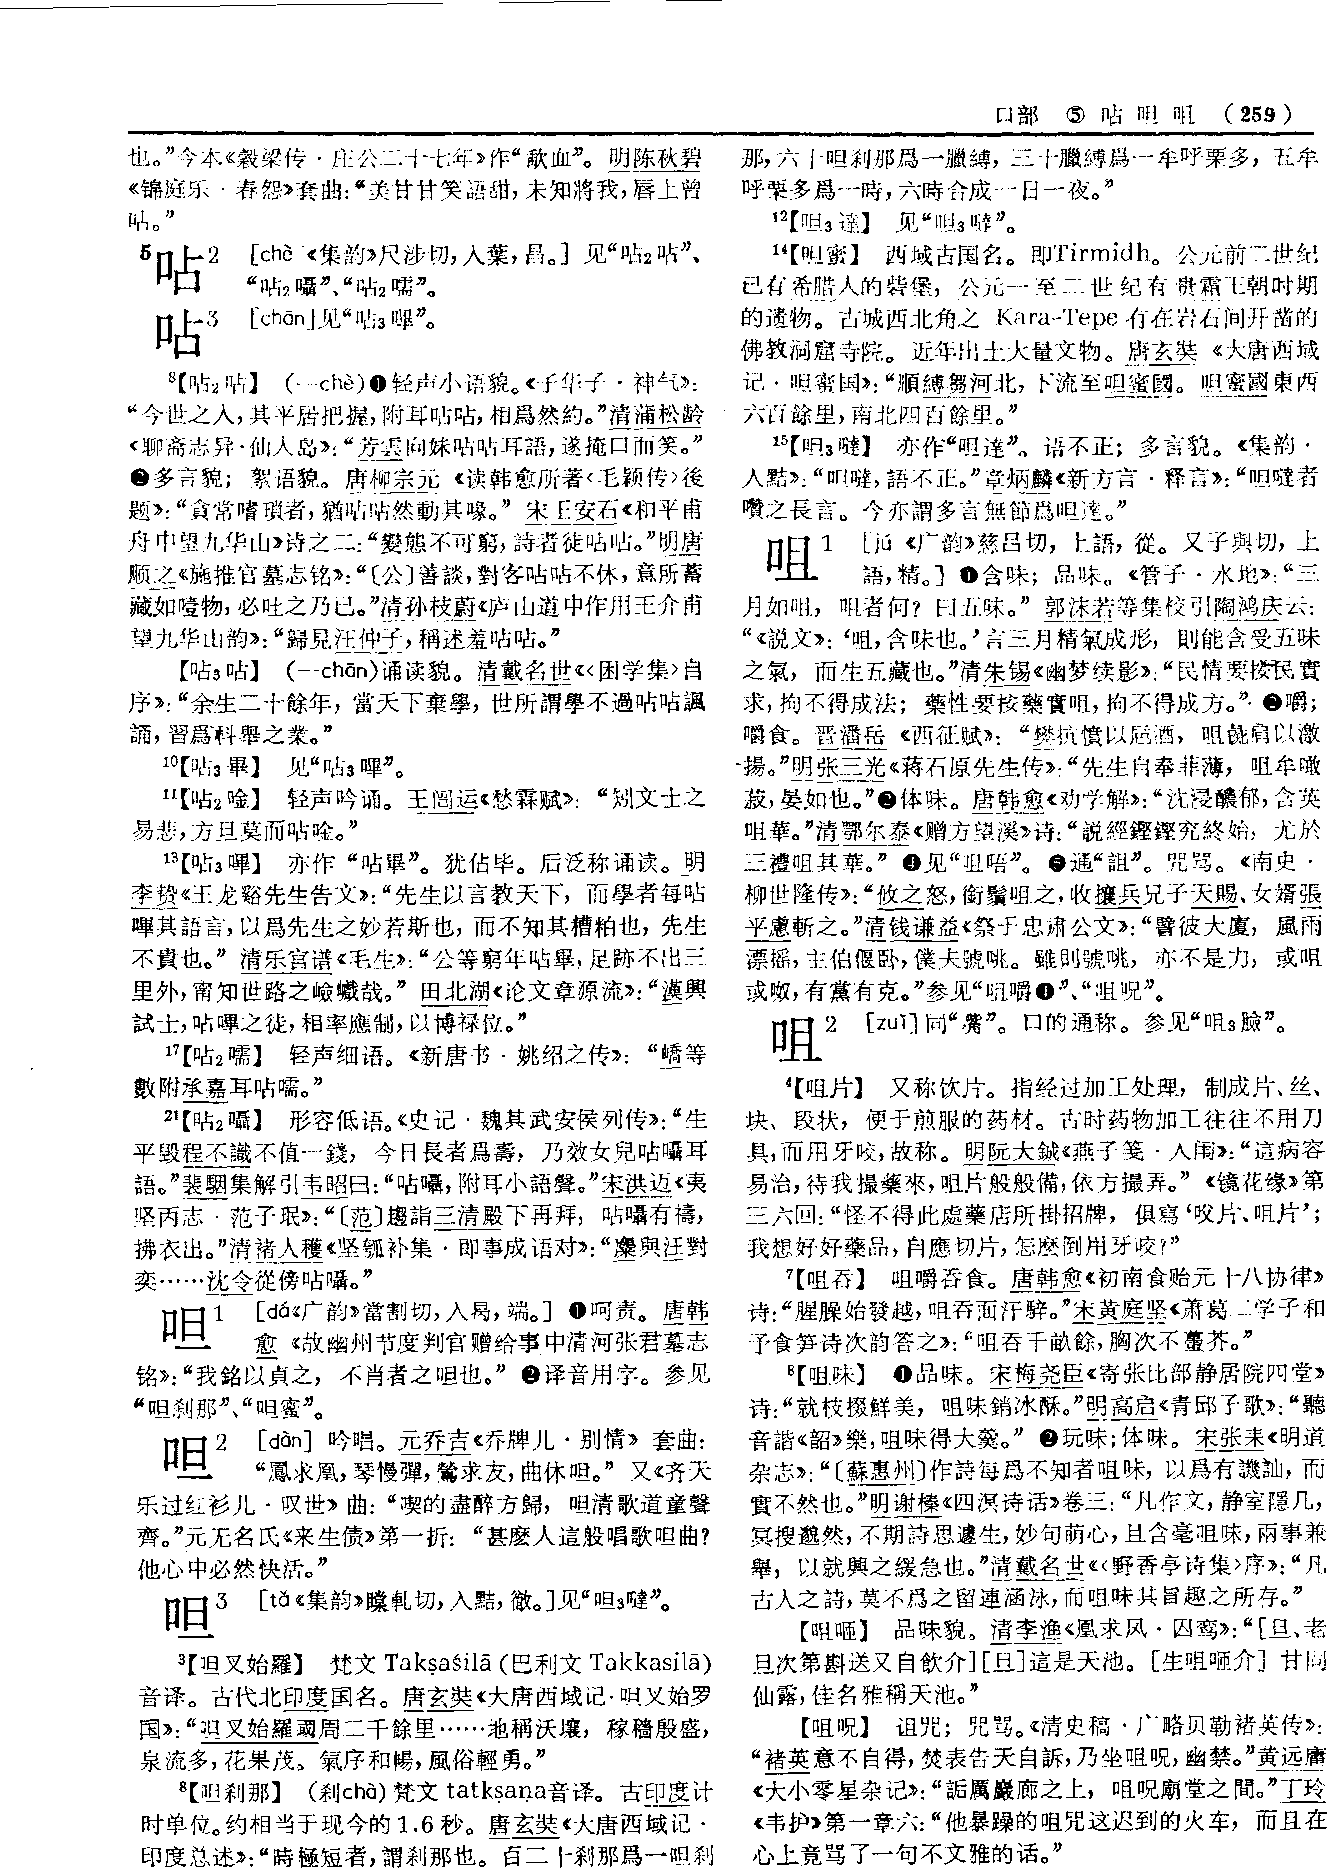 口部 ⑤ 呫 呾 咀 (259)
也。”今本《穀梁传·庄公二十七年》作“歃血”。明陈秋碧
《锦庭乐·春怨》套曲：“美甘甘笑語甜，未知將我，唇上曾
呫。”
5呫2 [chè《集韵》尺涉切，入葉，昌。] 见“呫2呫”、
“呫2囁”、“呫2嚅”。
呫3 [chān]见“呫3嗶”。
8【呫2呫】 (—chè)❶轻声小语貌。《子华子·神气》：
“今世之人，其平居把握，附耳呫呫，相爲然約。”清蒲松龄
《聊斋志异·仙人岛》：“芳雲向妹呫呫耳語，遂掩口而笑。”
❷多言貌；絮语貌。唐柳宗元《读韩愈所著〈毛颖传〉後
题》：“貪常嗜瑣者，猶呫呫然動其喙。” 宋王安石《和平甫
舟中望九华山》诗之二：“變態不可窮，詩者徒呫呫。”明唐
顺之《施推官墓志铭》：“〔公〕善談，對客呫呫不休，意所蓄
藏如噎物，必吐之乃已。”清孙枝蔚《庐山道中作用王介甫
望九华山韵》：“歸見汪仲子，稱述羞呫呫。”
【呫3呫】 (—chān)诵读貌。清戴名世《〈困学集〉自
序》：“余生二十餘年，當天下棄學，世所謂學不過呫呫諷
誦，習爲科舉之業。”
10【呫3畢】 见“呫3嗶”。
11【呫2唫】 轻声吟诵。王闿运《愁霖赋》：“矧文士之
易悲，方旦莫而呫唫。”
13【呫3嗶】 亦作“呫畢”。犹佔毕。后泛称诵读。明
李贽《王龙谿先生告文》：“先生以言教天下，而學者每呫
嗶其語言，以爲先生之妙若斯也，而不知其糟粕也，先生
不貴也。” 清乐宫谱《毛生》：“公等窮年呫畢，足跡不出三
里外，甯知世路之嶮巇哉。” 田北湖《论文章源流》：“漢興
試士，呫嗶之徒，相率應制，以博禄位。”
17【呫2嚅】 轻声细语。《新唐书·姚绍之传》：“嶠等
數附承嘉耳呫嚅。”
21【呫2囁】 形容低语。《史记·魏其武安侯列传》：“生
平毀程不識不值一錢，今日長者爲壽，乃效女兒呫囁耳
語。”裴駰集解引韦昭曰：“呫囁，附耳小語聲。”宋洪迈《夷
坚丙志·范子珉》：“〔范〕趨詣三清殿下再拜，呫囁有禱，
拂衣出。”清褚人穫《坚瓠补集·即事成语对》：“麋與汪對
奕……沈令從傍呫囁。”
呾1 [dá《广韵》當割切，入曷，端。] ❶呵责。唐韩
愈《故幽州节度判官赠给事中清河张君墓志
铭》：“我銘以貞之，不肖者之呾也。” ❷译音用字。参见
“呾刹那”、“呾蜜”。
呾2 [dàn] 吟唱。元乔吉《乔牌儿·别情》套曲：
“鳳求凰，琴慢彈，鶯求友，曲休呾。” 又《齐天
乐过红衫儿·叹世》曲：“喫的盡醉方歸，呾清歌道童聲
齊。”元无名氏《来生债》第一折：“甚麽人這般唱歌呾曲？
他心中必然快活。”
呾3 [tà《集韵》瞠軋切，入黠，徹。]见“呾3噠”。
3【呾叉始羅】 梵文 Takṣaśilā（巴利文 Takkasilā）
音译。古代北印度国名。唐玄奘《大唐西域记·呾叉始罗
国》：“呾叉始羅國周二千餘里……地稱沃壤，稼穡殷盛，
泉流多，花果茂。氣序和暢，風俗輕勇。”
8【呾刹那】 (刹chà)梵文 tatkṣaṇa音译。古印度计
时单位。约相当于现今的1.6秒。唐玄奘《大唐西域记·
印度总述》：“時極短者，謂刹那也。百二十刹那爲一呾刹
那，六十呾刹那爲一臘縛，三十臘縛爲一牟呼栗多，五牟
呼栗多爲一時，六時合成一日一夜。”
12【呾3達】 见“呾3噠”。
14【呾蜜】 西域古国名。即Tirmidh。公元前二世纪
已有希腊人的砦堡，公元一至二世纪有贵霜王朝时期
的遗物。古城西北角之 Kara-Tepe 有在岩石间开凿的
佛教洞窟寺院。近年出土大量文物。唐玄奘《大唐西域
记·呾蜜国》：“順縛芻河北，下流至呾蜜國。呾蜜國東西
六百餘里，南北四百餘里。”
15【呾3噠】 亦作“呾達”。语不正；多言貌。《集韵·
入黠》：“呾噠，語不正。”章炳麟《新方言·释言》：“呾噠者
囋之長言。今亦謂多言無節爲呾達。”
咀1 [jǔ《广韵》慈吕切，上語，從。又子與切，上
語，精。] ❶含味；品味。《管子·水地》：“三
月如咀，咀者何？曰五味。” 郭沫若等集校引陶鸿庆云：
“《説文》：‘咀，含味也。’言三月精氣成形，則能含受五味
之氣，而生五藏也。”清朱锡《幽梦续影》：“民情要按民實
求，拘不得成法；藥性要按藥實咀，拘不得成方。” ❷嚼；
嚼食。晋潘岳《西征赋》：“樊抗憤以巵酒，咀彘肩以激
揚。”明张三光《蒋石原先生传》：“先生自奉菲薄，咀牟噉
菽，晏如也。”❸体味。唐韩愈《劝学解》：“沈浸醲郁，含英
咀華。”清鄂尔泰《赠方望溪》诗：“説經鏗鏗究終始，尤於
三禮咀其華。” ❹见“咀唔”。❺通“詛”。咒骂。《南史·
柳世隆传》：“攸之怒，銜鬚咀之，收攘兵兄子天賜、女婿張
平慮斬之。”清钱谦益《祭于忠肃公文》：“譬彼大廈，風雨
漂摇，主伯偃卧，僕夫號咷。雖則號咷，亦不是力，或咀
或呶，有黨有克。”参见“咀嚼❶”、“咀呪”。
咀2 [zuǐ]同“嘴”。口的通称。参见“咀3臉”。
4【咀片】 又称饮片。指经过加工处理，制成片、丝、
块、段状，便于煎服的药材。古时药物加工往往不用刀
具，而用牙咬，故称。明阮大鋮《燕子笺·入闱》：“這病容
易治，待我撮藥來，咀片般般備，依方撮弄。”《镜花缘》第
三六回：“怪不得此處藥店所掛招牌，俱寫‘咬片、咀片’；
我想好好藥品，自應切片，怎麽倒用牙咬？”
7【咀吞】 咀嚼吞食。唐韩愈《初南食贻元十八协律》
诗：“腥臊始發越，咀吞面汗騂。”宋黄庭坚《萧葛二学子和
予食笋诗次韵答之》：“咀吞千畝餘，胸次不蠆芥。”
8【咀味】 ❶品味。宋梅尧臣《寄张比部静居院四堂》
诗：“就枝掇鮮美，咀味銷冰酥。”明高启《青邱子歌》：“聽
音諧《韶》樂，咀味得大羹。” ❷玩味；体味。宋张耒《明道
杂志》：“〔蘇惠州〕作詩每爲不知者咀味，以爲有譏訕，而
實不然也。”明谢榛《四溟诗话》卷三：“凡作文，静室隱几，
冥搜邈然，不期詩思遽生，妙句萌心，且含毫咀味，兩事兼
舉，以就興之緩急也。”清戴名世《〈野香亭诗集〉序》：“凡
古人之詩，莫不爲之留連涵泳，而咀味其旨趣之所存。”
【咀咂】 品味貌。清李渔《凰求风·囚鸾》：“[旦、老
旦次第斟送又自飲介][旦]這是天池。[生咀咂介] 甘同
仙露，佳名雅稱天池。”
【咀呪】 诅咒；咒骂。《清史稿·广略贝勒褚英传》：
“褚英意不自得，焚表告天自訴，乃坐咀呪，幽禁。”黄远庸
《大小零星杂记》：“詬厲巖廊之上，咀呪廟堂之間。”丁玲
《韦护》第一章六：“他暴躁的咀咒这迟到的火车，而且在
心上竟骂了一句不文雅的话。”